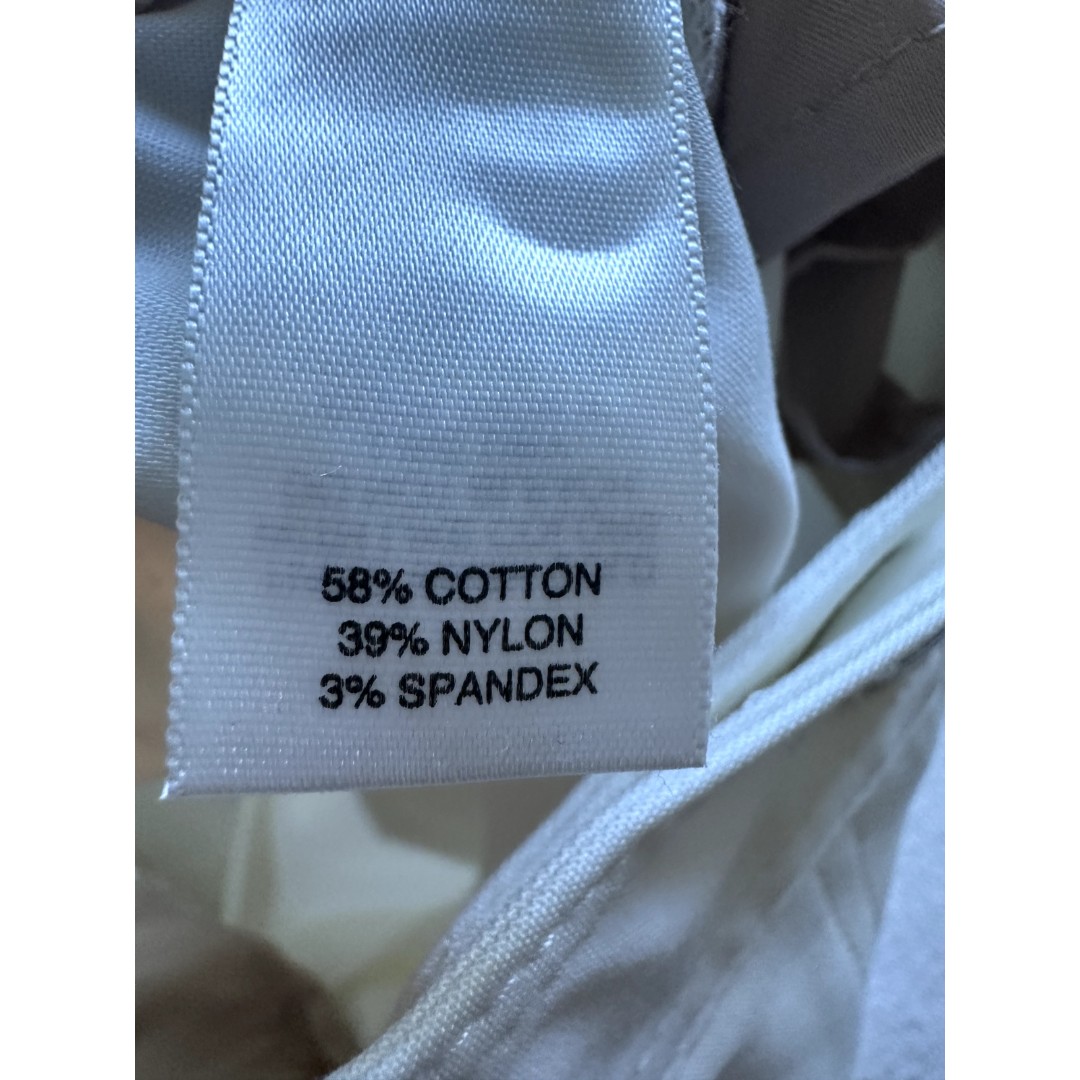 58% COTTON
39% NYLON
3% SPANDEX